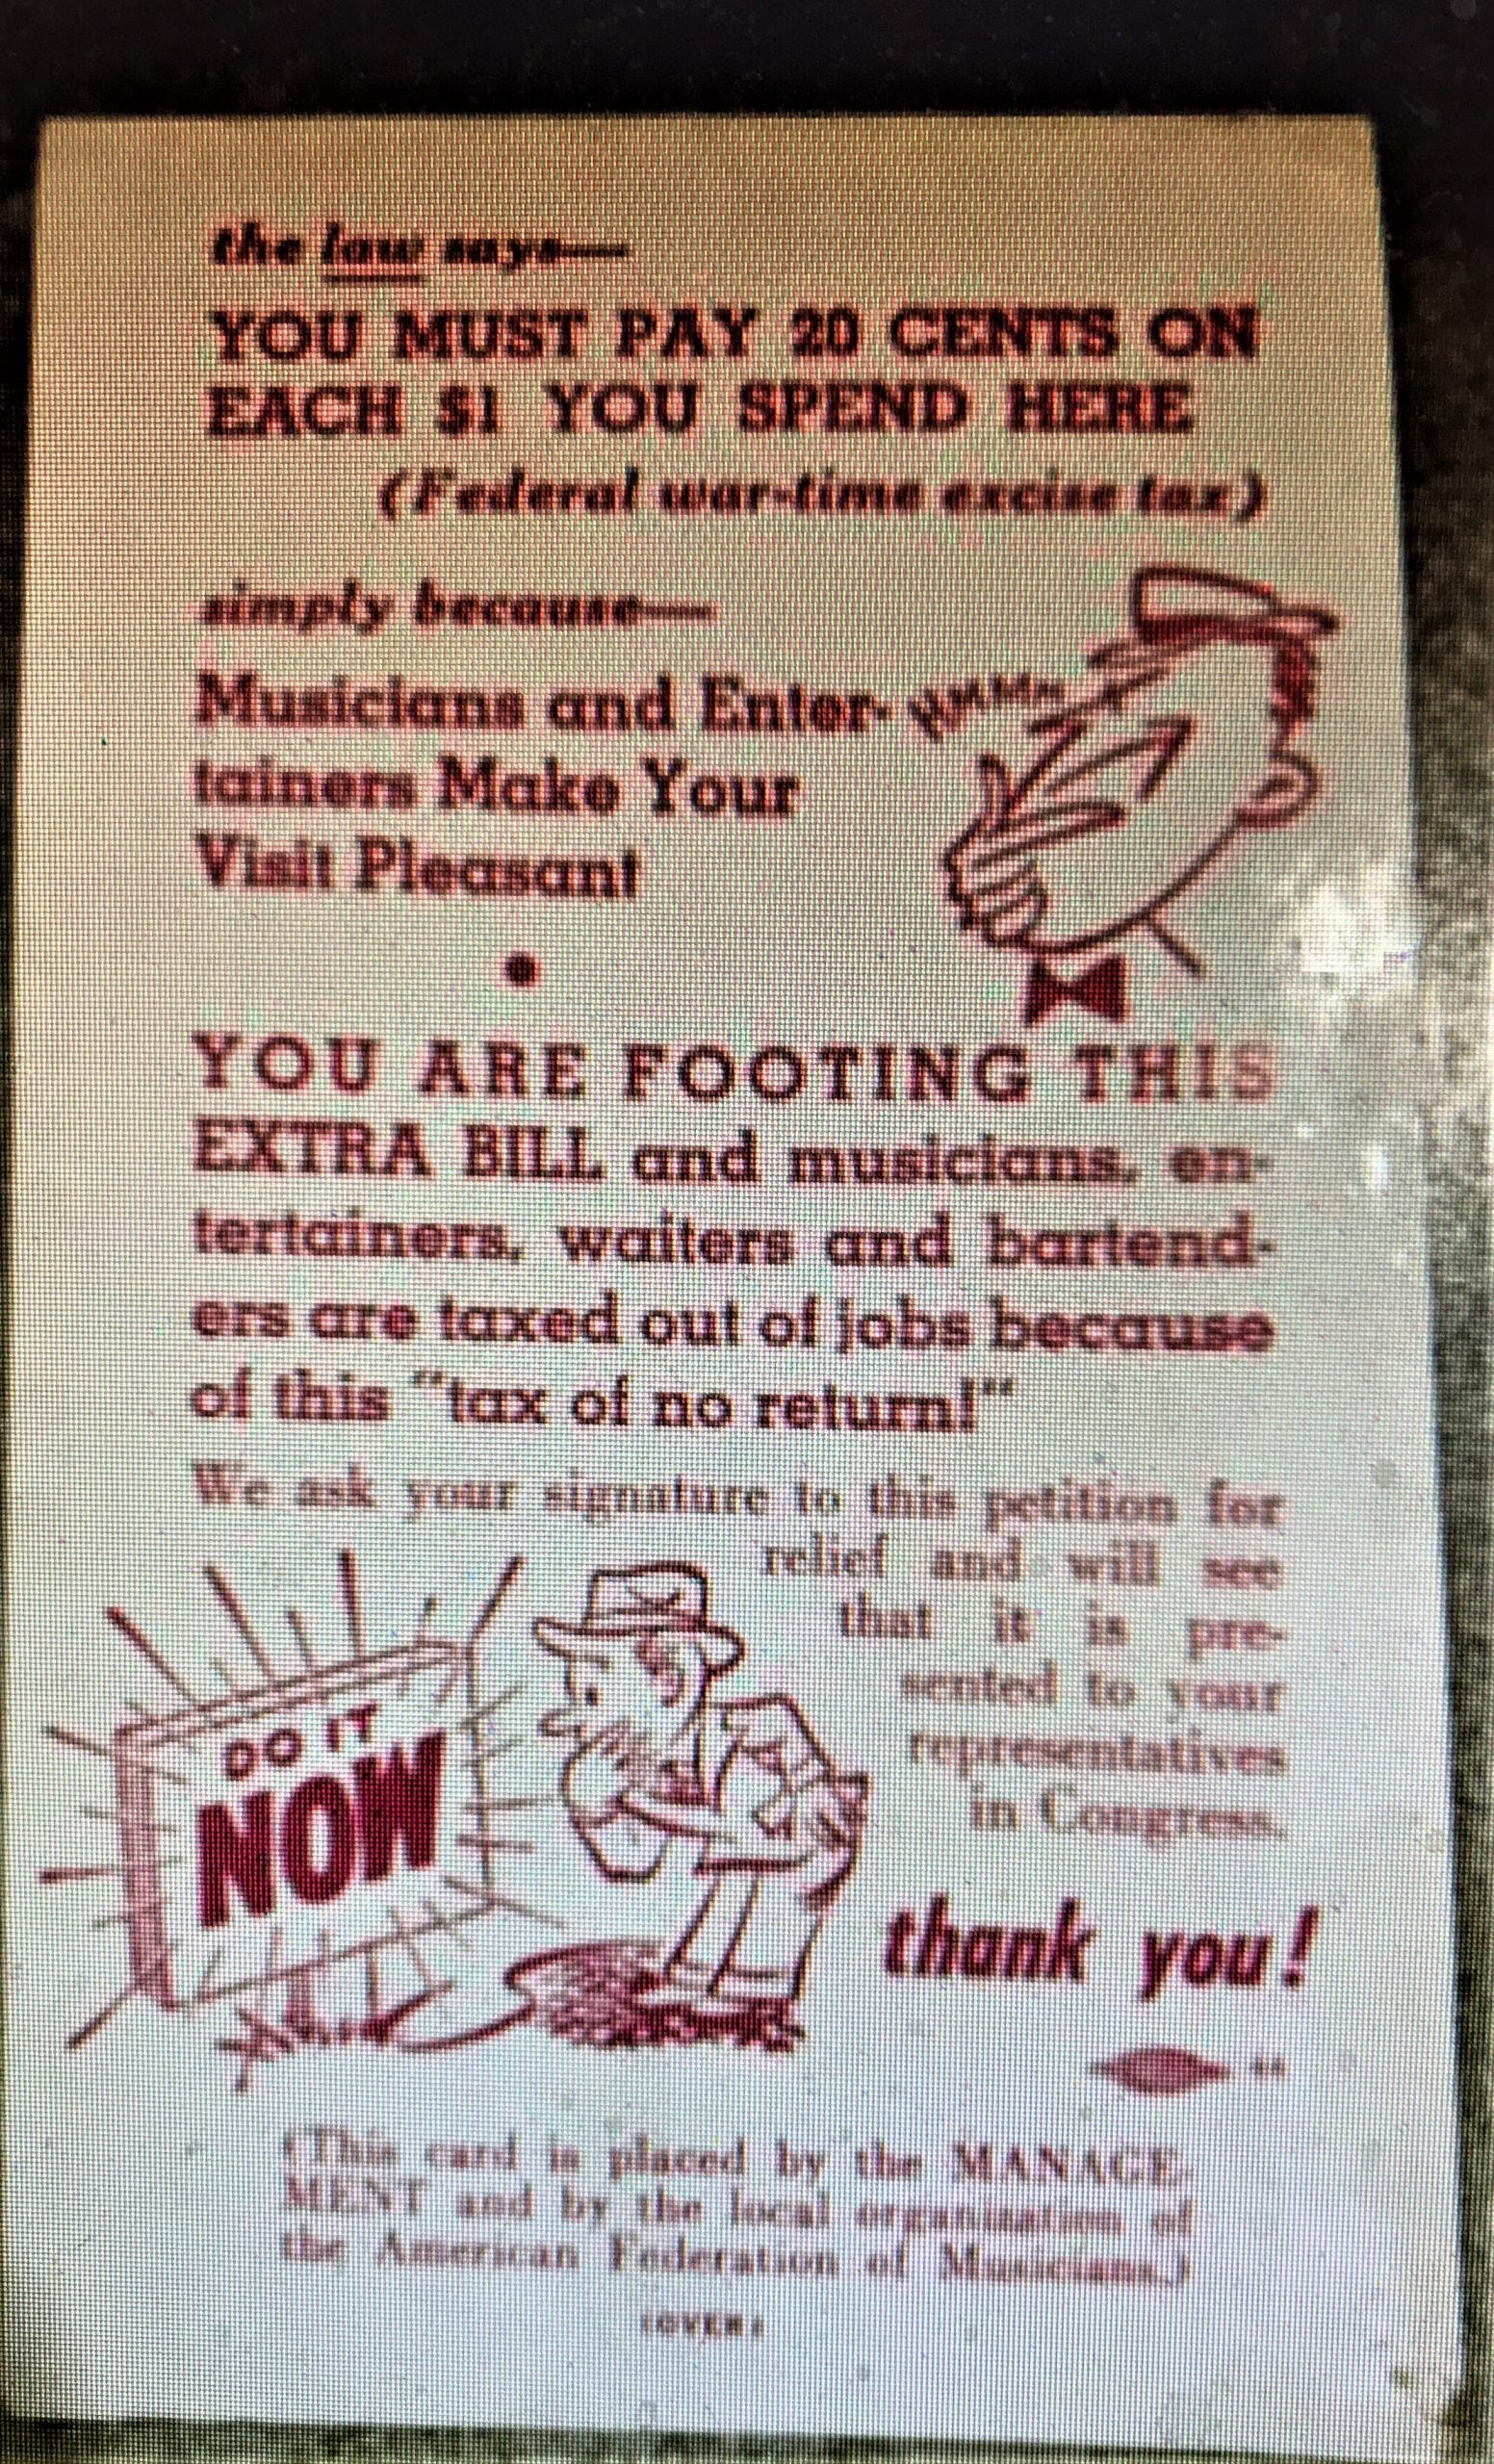 the law says—
YOU MUST PAY 20 CENTS ON
EACH $1 YOU SPEND HERE
(Federal war-time excise tax)
simply because—
Musicians and Enter-
HMMM
tainers Make Your
Visit Pleasant
YOU ARE FOOTING THIS
EXTRA BILL and musicians, en-
tertainers, waiters and bartend-
ers are taxed out of jobs because
of this "tax of no return!"
We ask your signature to this petition for
relief and will see
that it is pre-
sented to your
representatives
in Congress.
DO IT
NOW
thank you!
(This card is placed by the MANAGE-
MENT and by the local organization of
the American Federation of Musicians.)
(OVER)